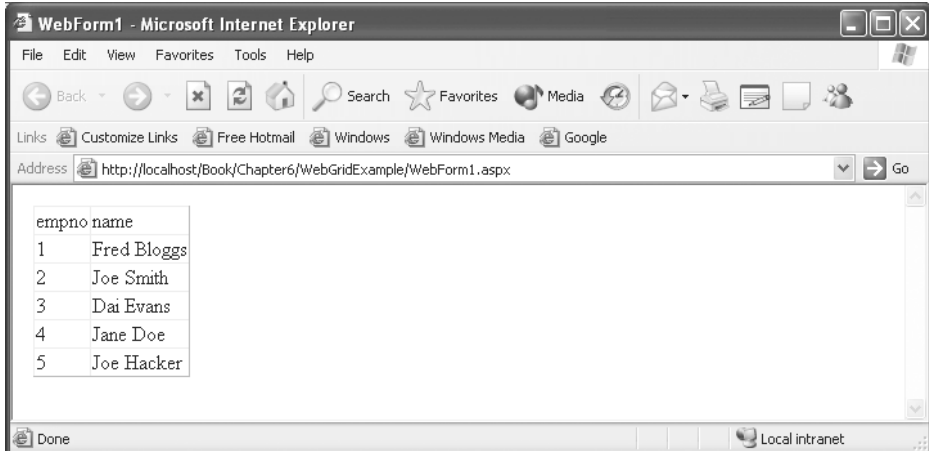 WebForm1 - Microsoft Internet Explorer
File Edit View Favorites Tools Help
Back Search Favorites Media
Links Customize Links Free Hotmail Windows Windows Media Google
Address http://localhost/Book/Chapter6/WebGridExample/WebForm1.aspx Go
empno name
1 Fred Bloggs
2 Joe Smith
3 Dai Evans
4 Jane Doe
5 Joe Hacker
Done Local intranet